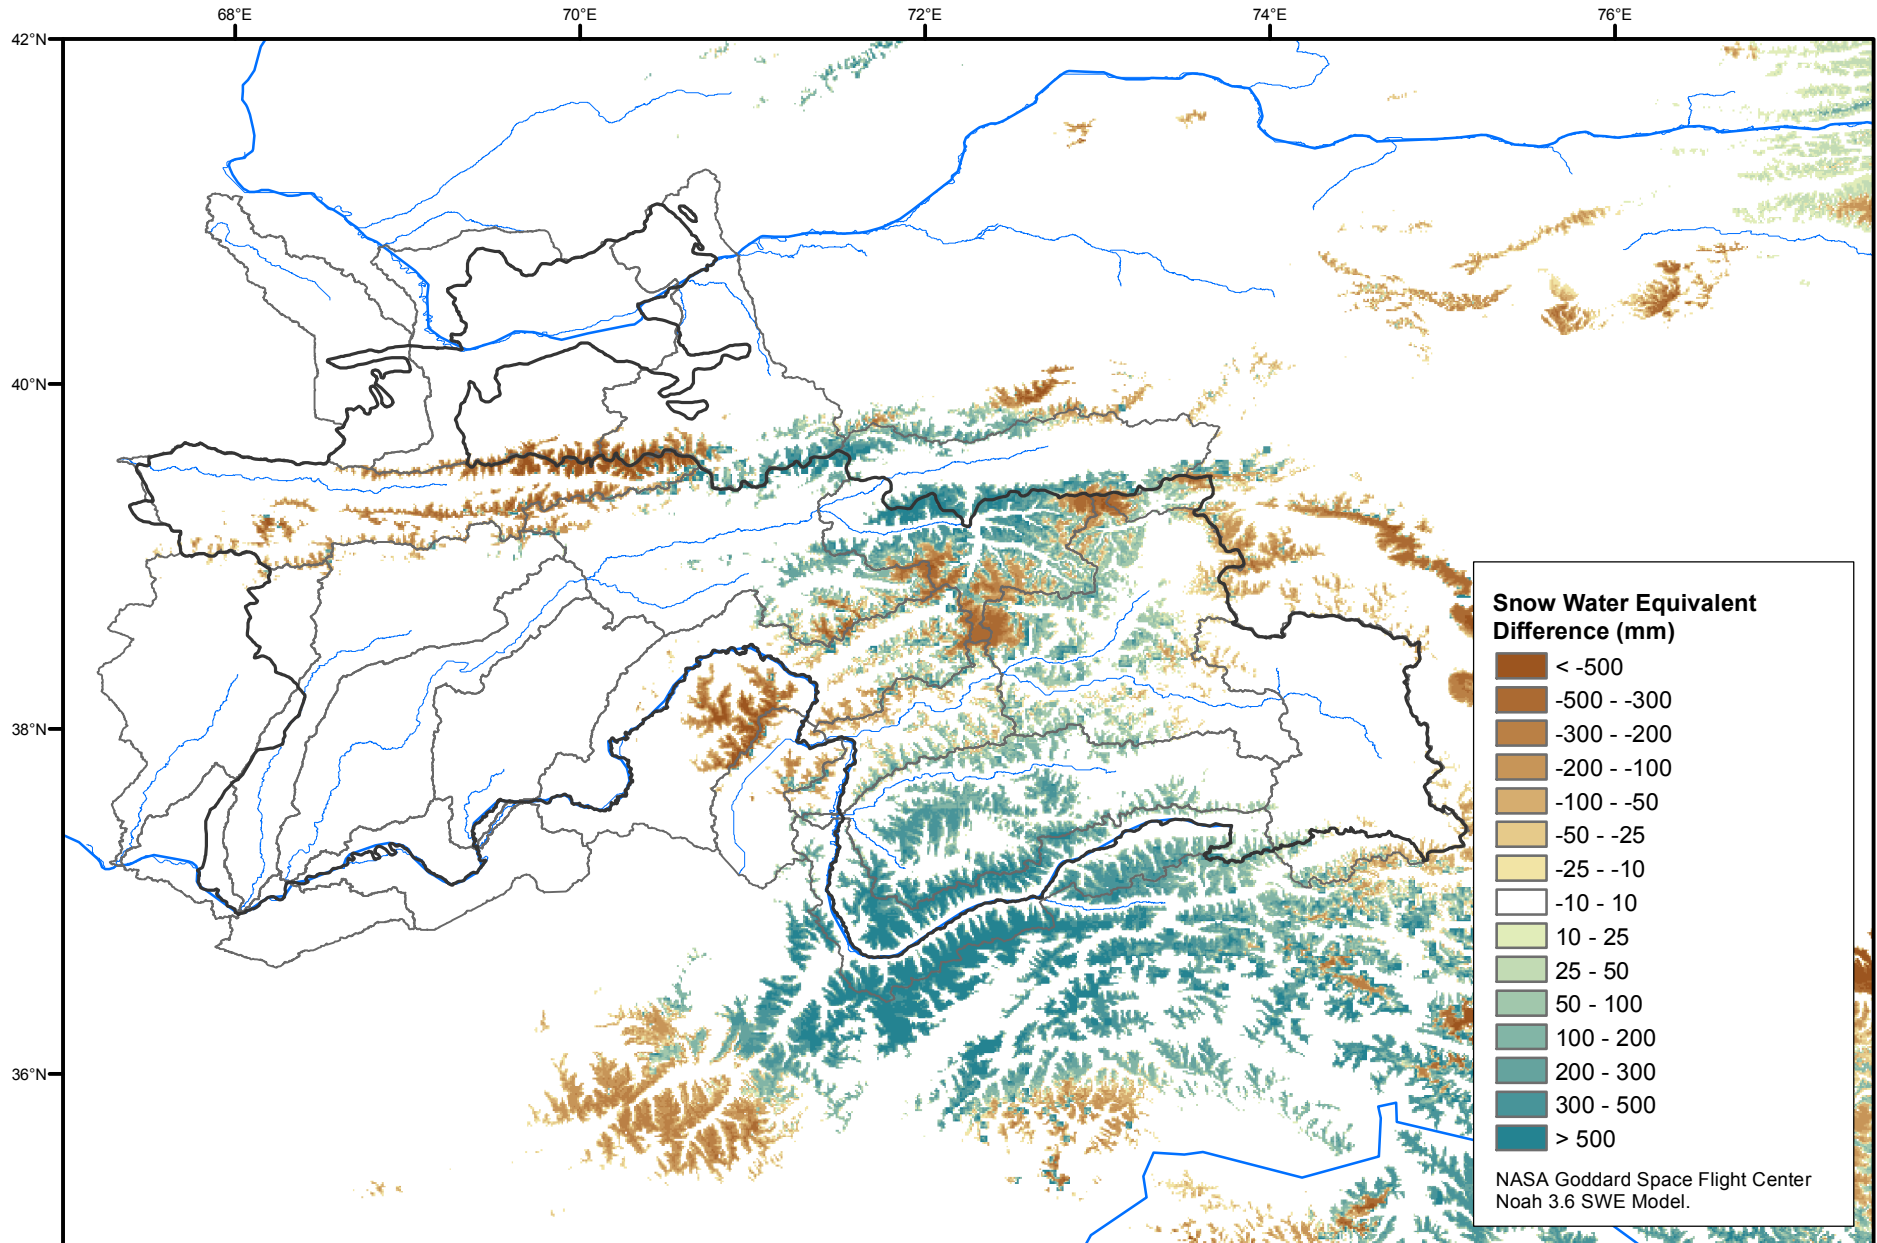 68°E
70°E
72°E
74°E
76°E
42°N
40°N
38°N
36°N
Snow Water Equivalent
Difference (mm)
< -500
-500 - -300
-300 - -200
-200 - -100
-100 - -50
-50 - -25
-25 - -10
-10 - 10
10 - 25
25 - 50
50 - 100
100 - 200
200 - 300
300 - 500
> 500
NASA Goddard Space Flight Center
Noah 3.6 SWE Model.